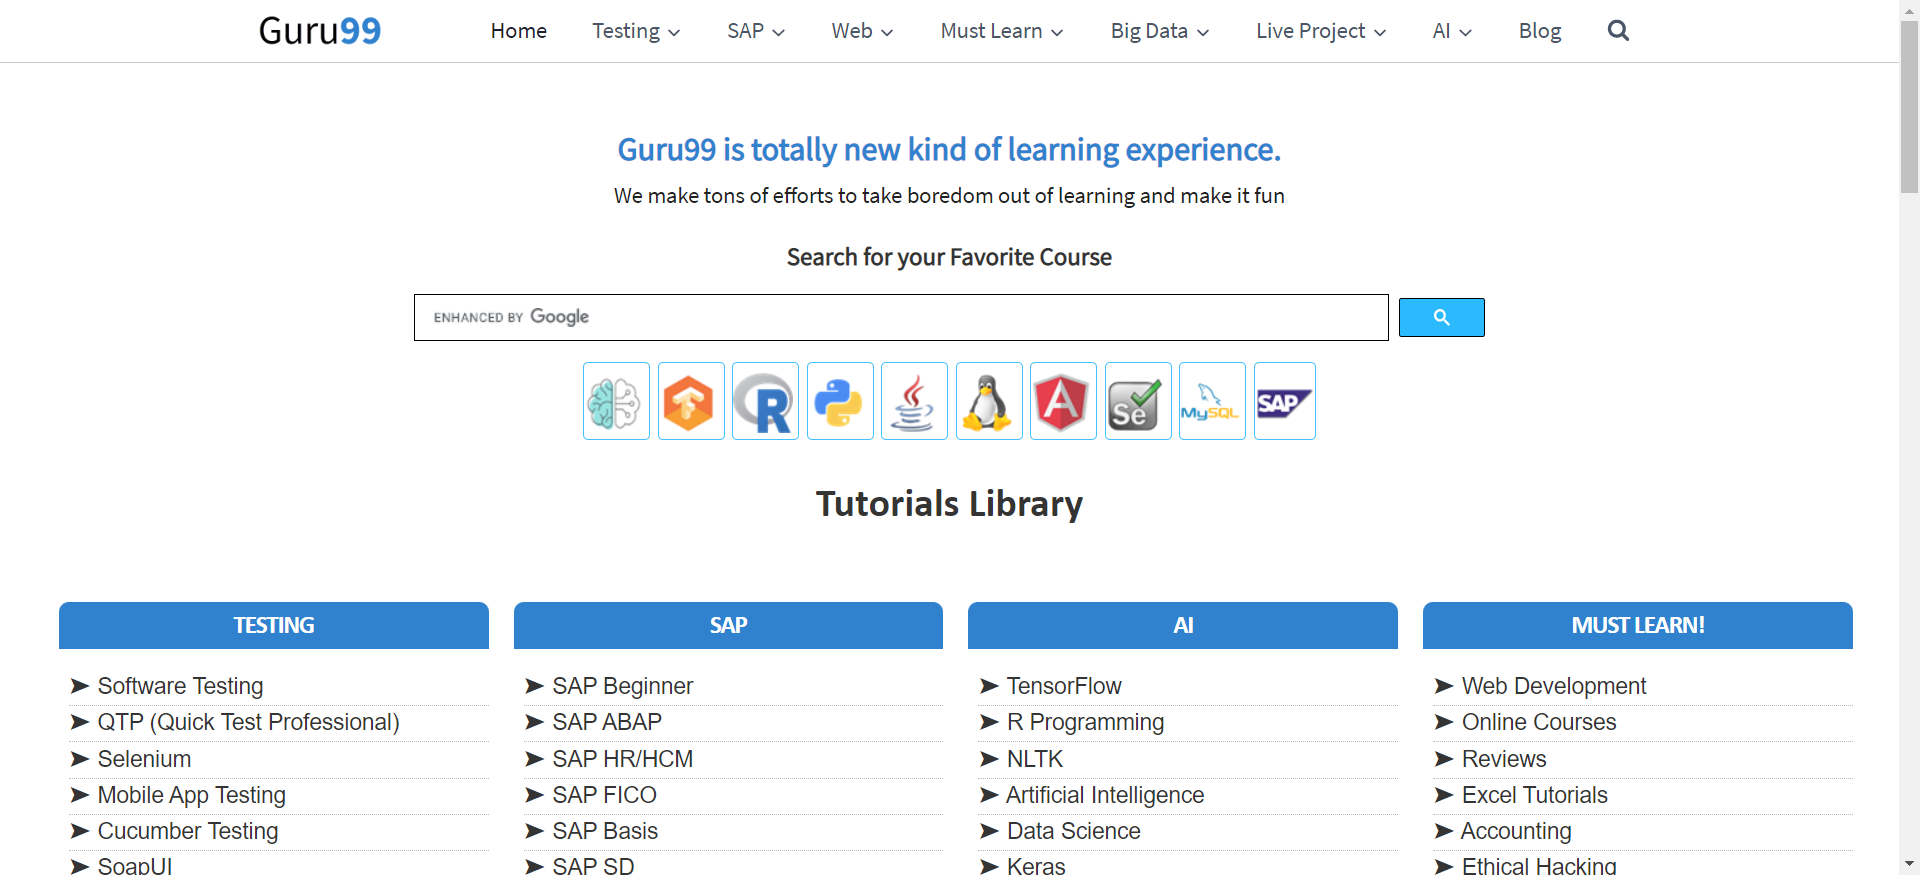 Guru99 Home Testing SAP Web Must Learn Big Data Live Project AI Blog
Guru99 is totally new kind of learning experience.
We make tons of efforts to take boredom out of learning and make it fun
Search for your Favorite Course
ENHANCED BY Google
R Se MySQL SAP
Tutorials Library
TESTING
➤ Software Testing
➤ QTP (Quick Test Professional)
➤ Selenium
➤ Mobile App Testing
➤ Cucumber Testing
➤ SoapUI
SAP
➤ SAP Beginner
➤ SAP ABAP
➤ SAP HR/HCM
➤ SAP FICO
➤ SAP Basis
➤ SAP SD
AI
➤ TensorFlow
➤ R Programming
➤ NLTK
➤ Artificial Intelligence
➤ Data Science
➤ Keras
MUST LEARN!
➤ Web Development
➤ Online Courses
➤ Reviews
➤ Excel Tutorials
➤ Accounting
➤ Ethical Hacking